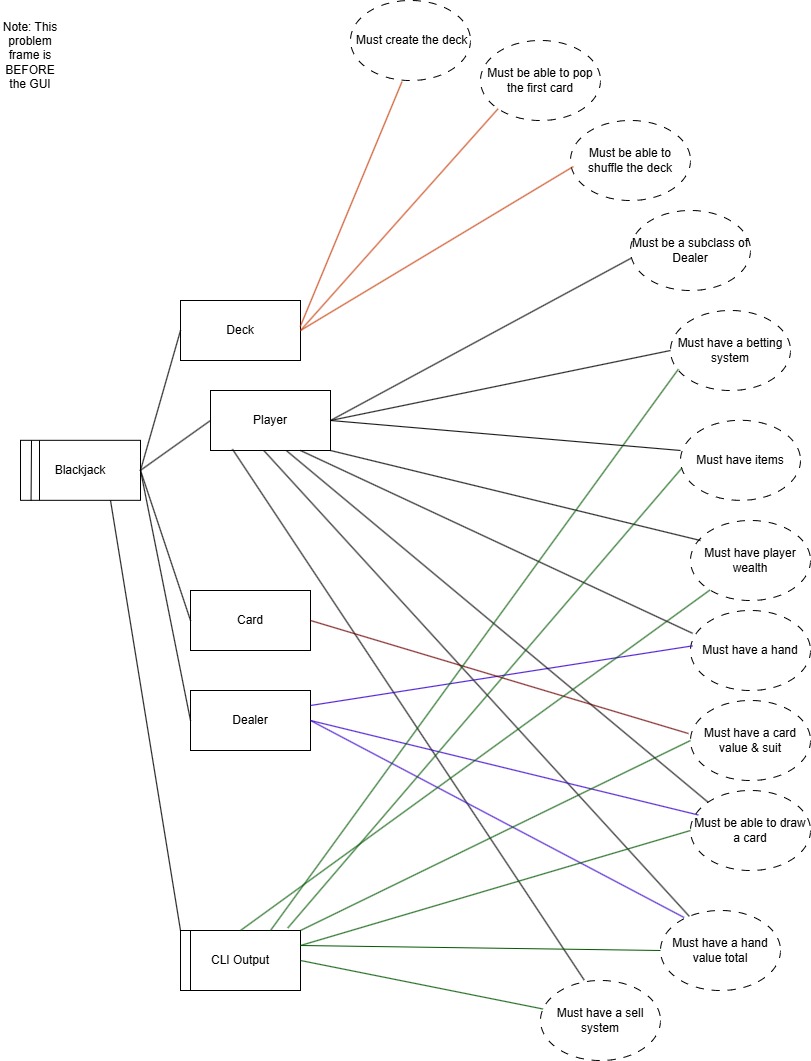 Note: This
problem
frame is
BEFORE
the GUI
Must create the deck
Must be able to pop
the first card
Must be able to
shuffle the deck
Must be a subclass of
Dealer
Deck
Must have a betting
system
Player
Must have items
Blackjack
Must have player
wealth
Card
Must have a hand
Dealer
Must have a card
value & suit
Must be able to draw
a card
CLI Output
Must have a hand
value total
Must have a sell
system